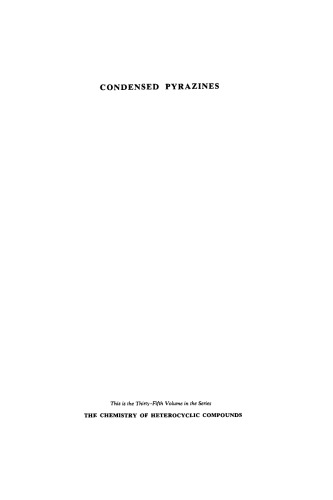 CONDENSED PYRAZINES
This is the Thirty-Fifth Volume in the Series
THE CHEMISTRY OF HETEROCYCLIC COMPOUNDS